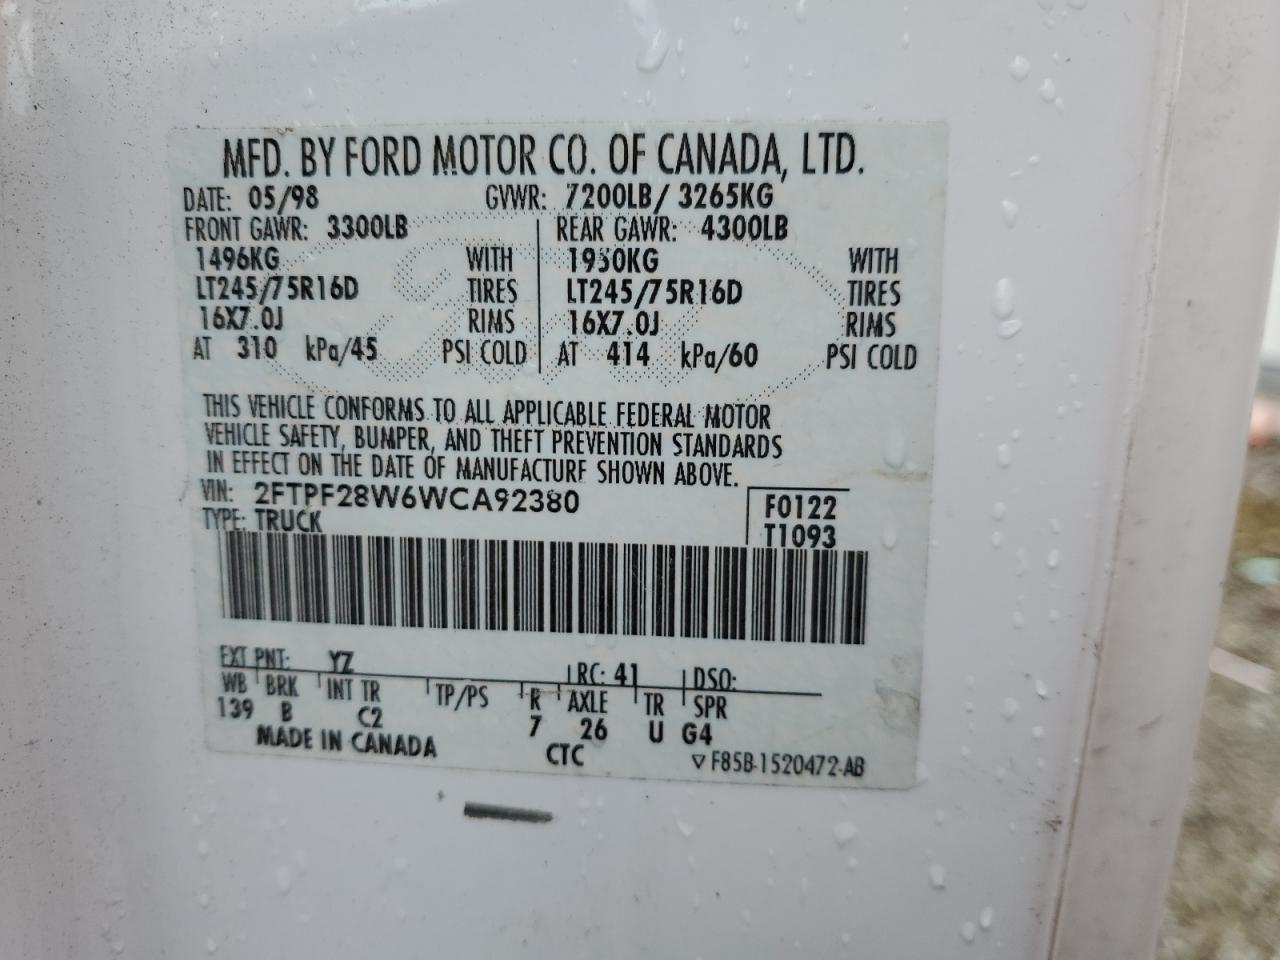 MFD. BY FORD MOTOR CO. OF CANADA, LTD.
DATE: 05/98 GVWR: 7200LB/ 3265KG
FRONT GAWR: 3300LB REAR GAWR: 4300LB
1496KG WITH 1950KG WITH
LT245/75R16D TIRES LT245/75R16D TIRES
16X7.0J RIMS 16X7.0J RIMS
AT 310 kPa/45 PSI COLD AT 414 kPa/60 PSI COLD
THIS VEHICLE CONFORMS TO ALL APPLICABLE FEDERAL MOTOR
VEHICLE SAFETY, BUMPER, AND THEFT PREVENTION STANDARDS
IN EFFECT ON THE DATE OF MANUFACTURE SHOWN ABOVE.
VIN: 2FTPF28W6WCA92380 F0122
TYPE: TRUCK T1093
EXT PNT: YZ RC: 41 DSO:
WB BRK INT TR TP/PS R AXLE TR SPR
139 B C2 7 26 U G4
MADE IN CANADA CTC ▽ F85B-1520472-AB